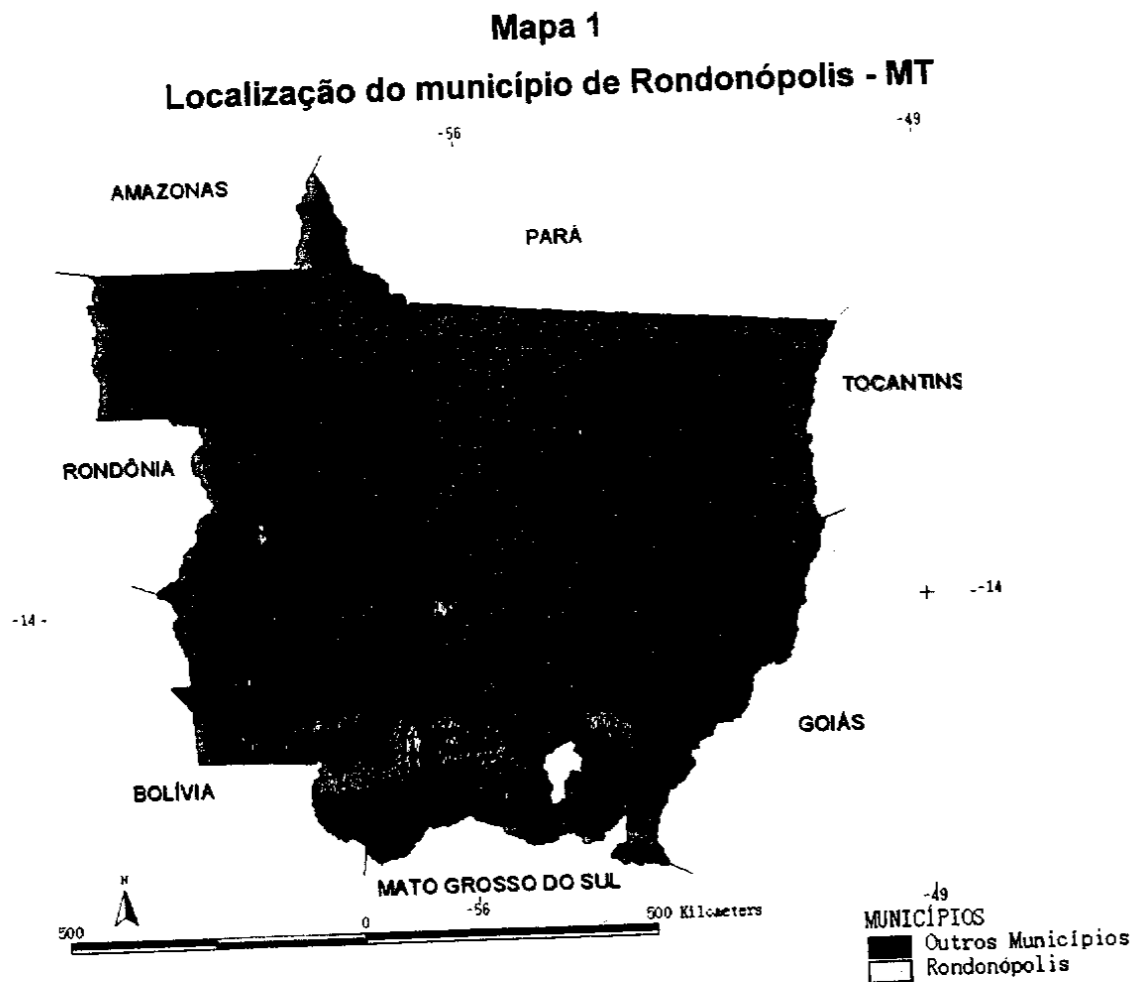 Mapa 1
Localização do município de Rondonópolis - MT
-56
-49
AMAZONAS
PARÁ
TOCANTINS
RONDÔNIA
-14
-14
GOIÁS
BOLÍVIA
N
MATO GROSSO DO SUL
-56
-49
500
0
500 Kilometers
MUNICÍPIOS
Outros Municípios
Rondonópolis